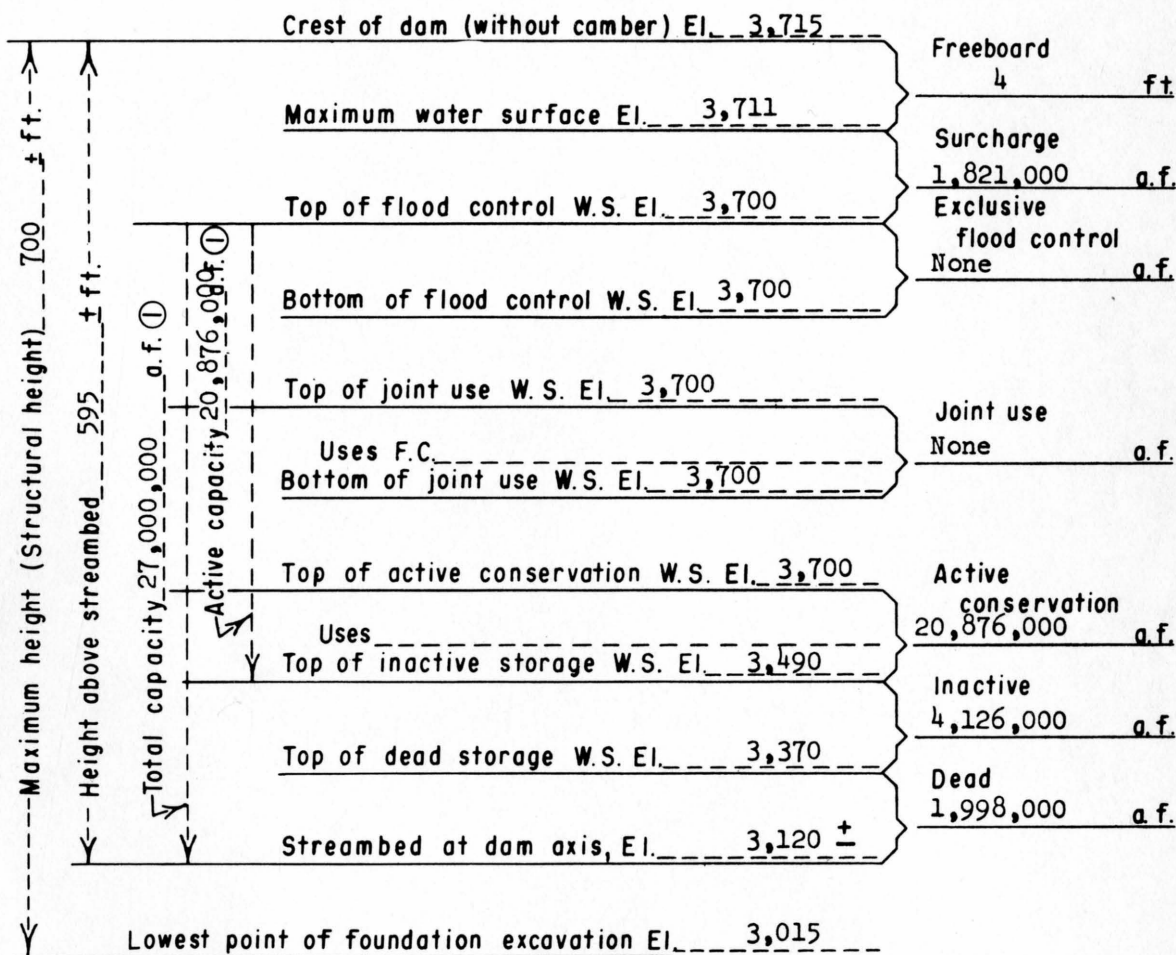 Crest of dam (without camber) El. 3,715
Freeboard
4 ft.
Maximum water surface El. 3,711
Surcharge
1,821,000 a.f.
Top of flood control W.S. El. 3,700
Exclusive
flood control
None a.f.
Bottom of flood control W.S. El. 3,700
Top of joint use W.S. El. 3,700
Joint use
None a.f.
Uses F.C.
Bottom of joint use W.S. El. 3,700
Top of active conservation W.S. El. 3,700
Active
conservation
20,876,000 a.f.
Uses
Top of inactive storage W.S. El. 3,490
Inactive
4,126,000 a.f.
Top of dead storage W.S. El. 3,370
Dead
1,998,000 a.f.
Streambed at dam axis, El. 3,120 ±
Lowest point of foundation excavation El. 3,015
Maximum height (Structural height) 700 ± ft.
Height above streambed 595 ± ft.
Total capacity 27,000,000 a.f. ①
Active capacity 20,876,000 a.f. ①